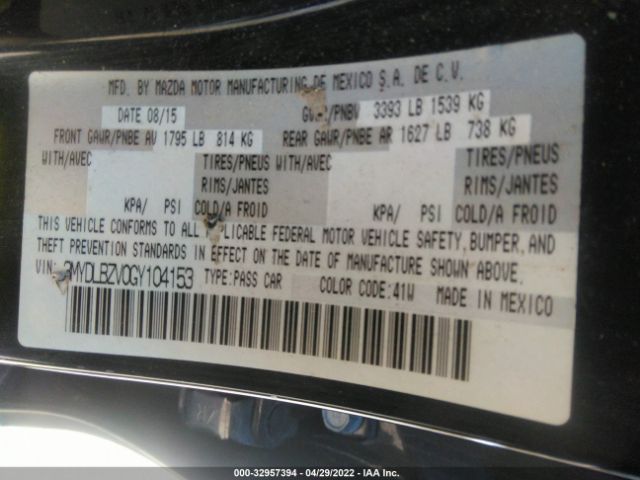 MFD. BY MAZDA MOTOR MANUFACTURING DE MEXICO S.A. DE C.V.
DATE 08/15 GVWR/PNBV 3393 LB 1539 KG
FRONT GAWR/PNBE AV 1795 LB 814 KG REAR GAWR/PNBE AR 1627 LB 738 KG
WITH/AVEC TIRES/PNEUS WITH/AVEC TIRES/PNEUS
RIMS/JANTES RIMS/JANTES
KPA/ PSI COLD/A FROID KPA/ PSI COLD/A FROID
THIS VEHICLE CONFORMS TO ALL APPLICABLE FEDERAL MOTOR VEHICLE SAFETY, BUMPER, AND
THEFT PREVENTION STANDARDS IN EFFECT ON THE DATE OF MANUFACTURE SHOWN ABOVE.
VIN: 3MYDLBZV0GY104153 TYPE:PASS CAR COLOR CODE:41W MADE IN MEXICO
000-32957394 - 04/29/2022 - IAA Inc.